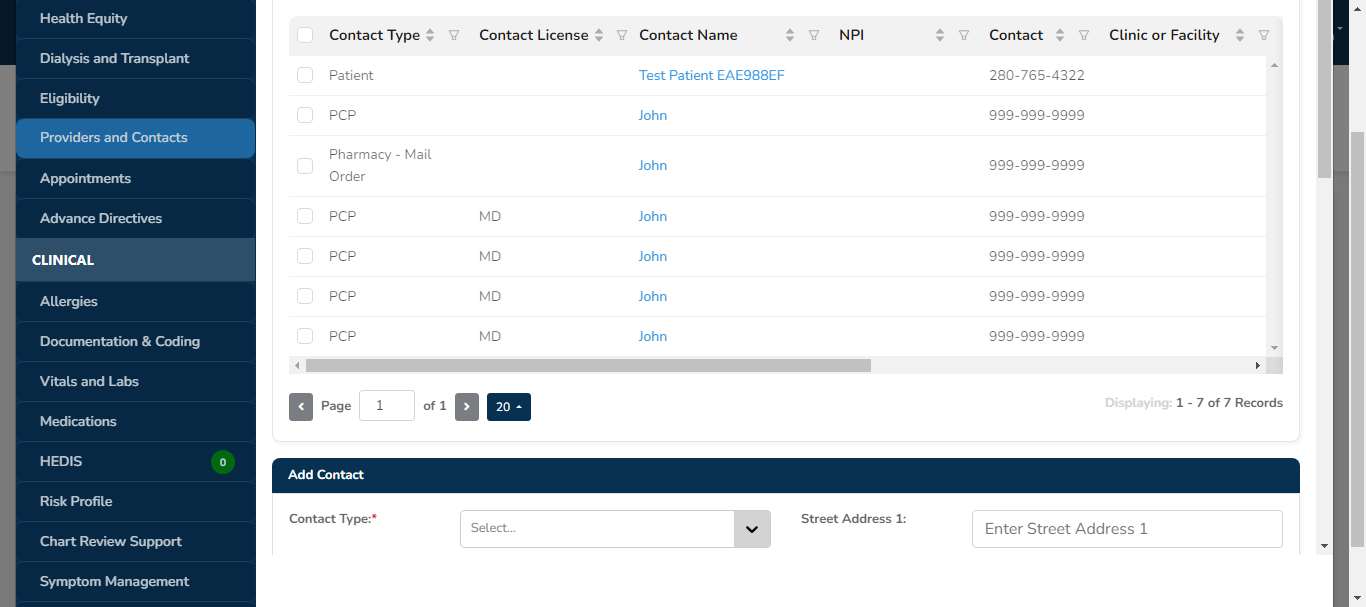 Health Equity
Dialysis and Transplant
Eligibility
Providers and Contacts
Appointments
Advance Directives
CLINICAL
Allergies
Documentation & Coding
Vitals and Labs
Medications
HEDIS 0
Risk Profile
Chart Review Support
Symptom Management
Contact Type Contact License Contact Name NPI Contact Clinic or Facility
Patient Test Patient EAE988EF 280-765-4322
PCP John 999-999-9999
Pharmacy - Mail
Order John 999-999-9999
PCP MD John 999-999-9999
PCP MD John 999-999-9999
PCP MD John 999-999-9999
PCP MD John 999-999-9999
Page 1 of 1 20 Displaying: 1 - 7 of 7 Records
Add Contact
Contact Type:* Select... Street Address 1: Enter Street Address 1